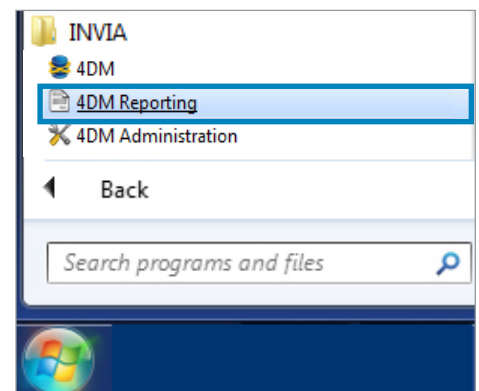 INVIA
4DM
4DM Reporting
4DM Administration
Back
Search programs and files